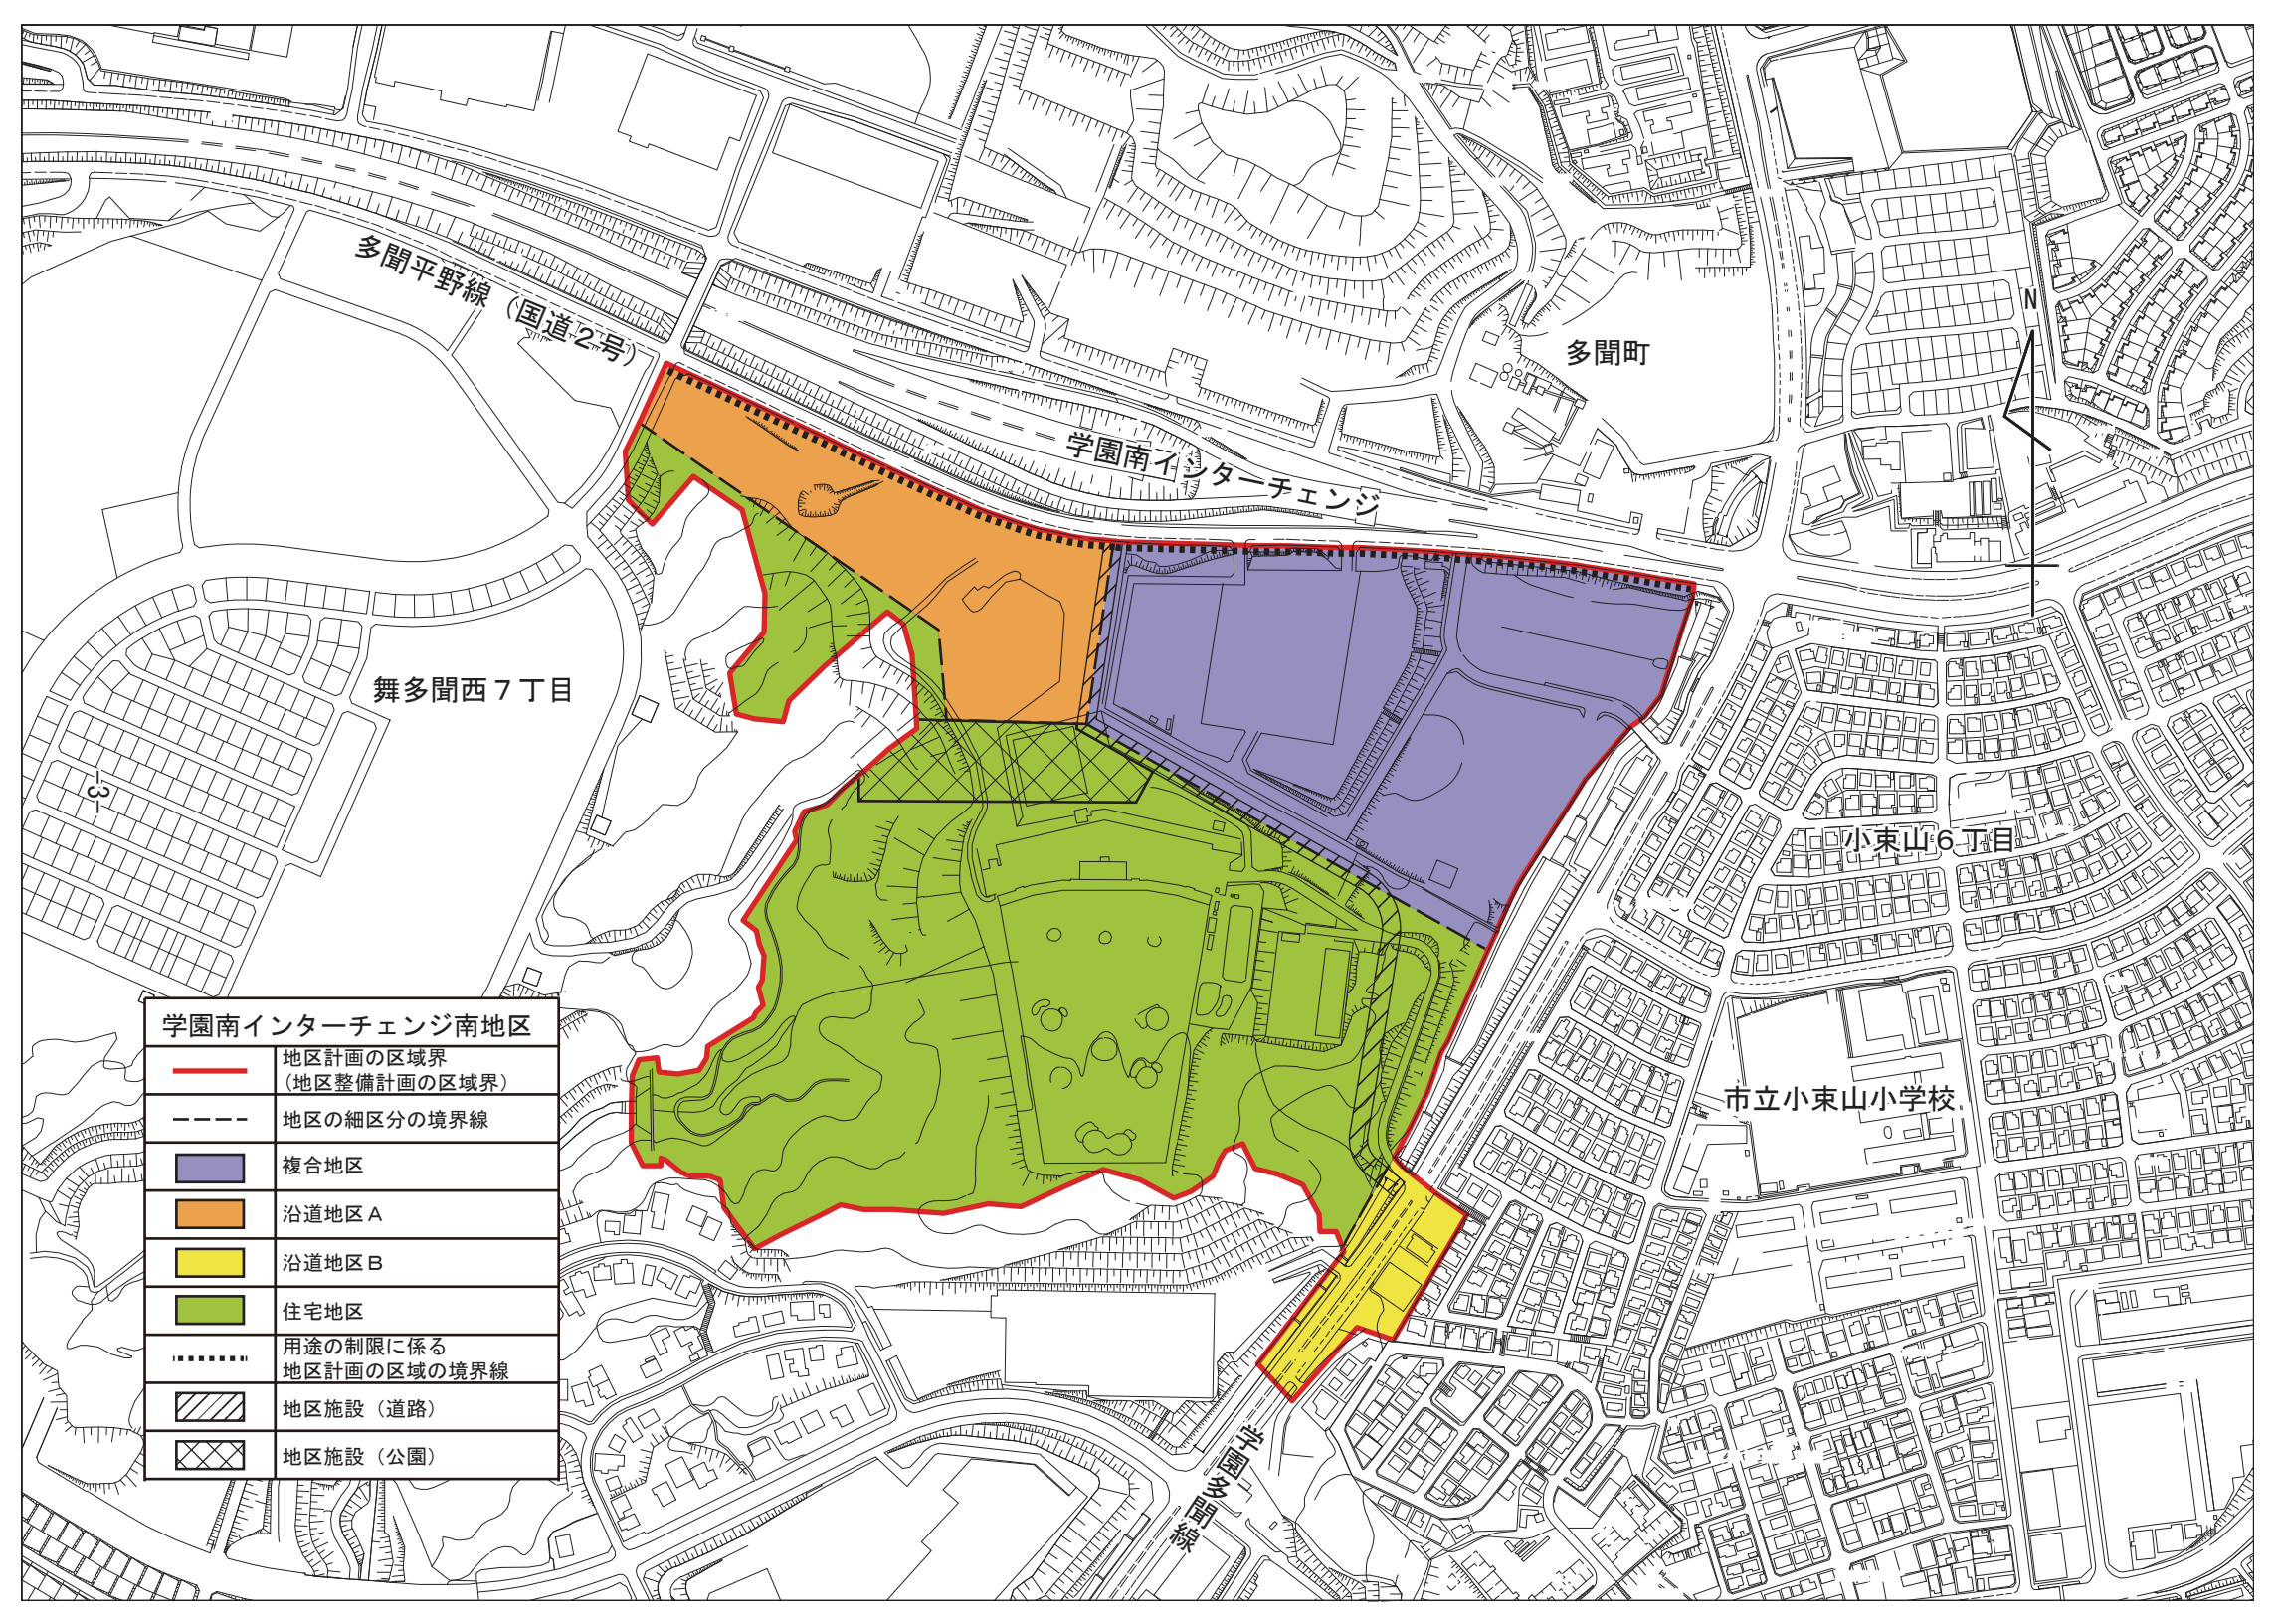 多聞平野線（国道２号）
N
多聞町
学園南インターチェンジ
舞多聞西７丁目
-3-
小束山６丁目
市立小束山小学校
学園多聞線
学園南インターチェンジ南地区
地区計画の区域界
（地区整備計画の区域界）
地区の細区分の境界線
複合地区
沿道地区Ａ
沿道地区Ｂ
住宅地区
用途の制限に係る
地区計画の区域の境界線
地区施設（道路）
地区施設（公園）